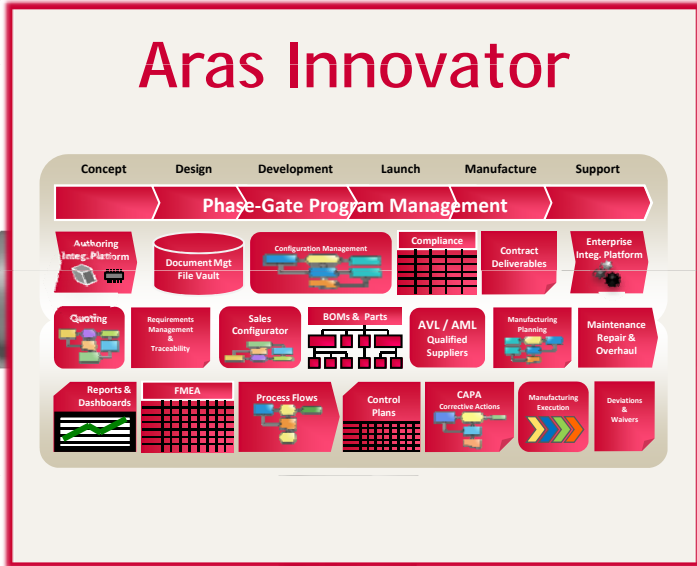 Aras Innovator
Concept Design Development Launch Manufacture Support
Phase-Gate Program Management
Authoring
Integ. Platform
Document Mgt
File Vault
Configuration Management
Compliance
Contract
Deliverables
Enterprise
Integ. Platform
Quoting
Requirements
Management
&
Traceability
Sales
Configurator
BOMs & Parts
AVL / AML
Qualified
Suppliers
Manufacturing
Planning
Maintenance
Repair &
Overhaul
Reports &
Dashboards
FMEA
Process Flows
Control
Plans
CAPA
Corrective Actions
Manufacturing
Execution
Deviations
&
Waivers